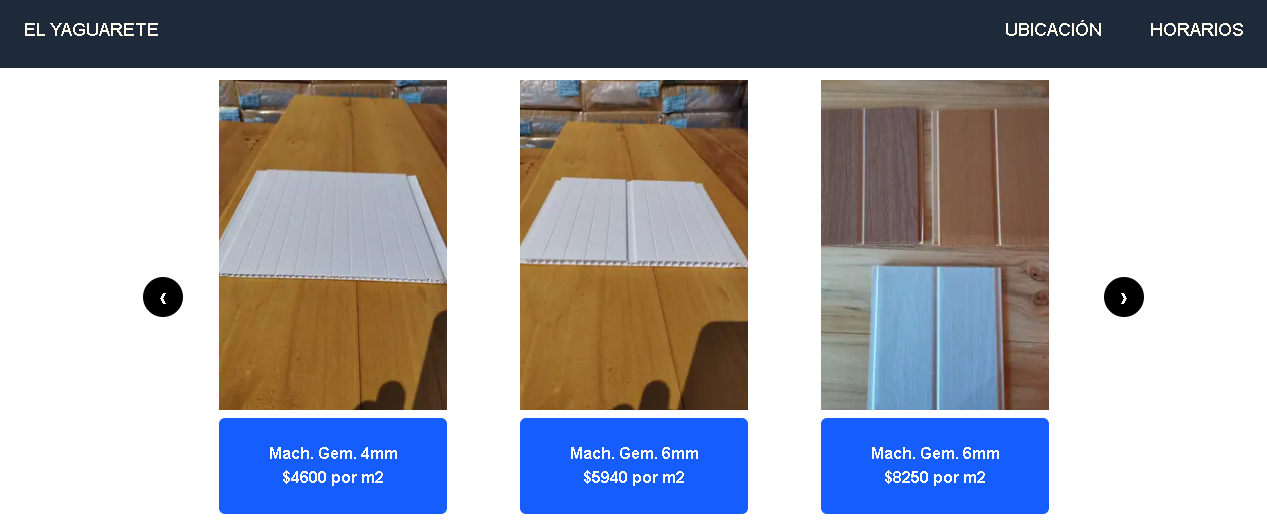 EL YAGUARETE
UBICACIÓN
HORARIOS
‹
›
Mach. Gem. 4mm
$4600 por m2
Mach. Gem. 6mm
$5940 por m2
Mach. Gem. 6mm
$8250 por m2